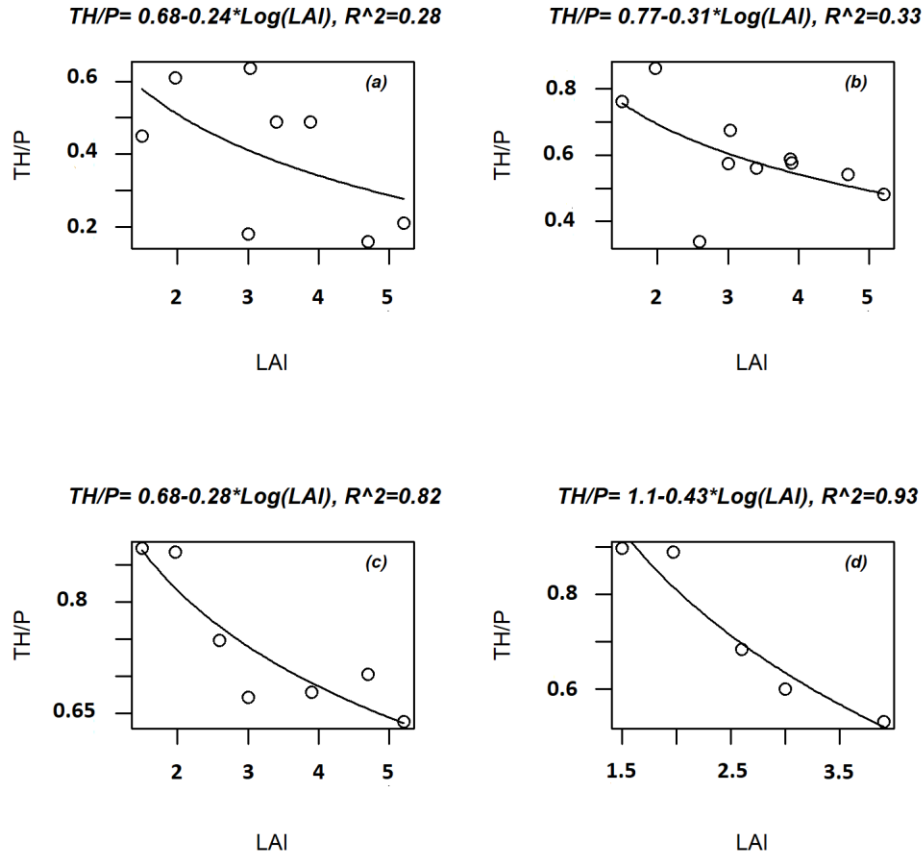 TH/P= 0.68-0.24*Log(LAI), R^2=0.28
(a)
TH/P
0.6
0.4
0.2
2 3 4 5
LAI
TH/P= 0.77-0.31*Log(LAI), R^2=0.33
(b)
TH/P
0.8
0.6
0.4
2 3 4 5
LAI
TH/P= 0.68-0.28*Log(LAI), R^2=0.82
(c)
TH/P
0.8
0.65
2 3 4 5
LAI
TH/P= 1.1-0.43*Log(LAI), R^2=0.93
(d)
TH/P
0.8
0.6
1.5 2.5 3.5
LAI